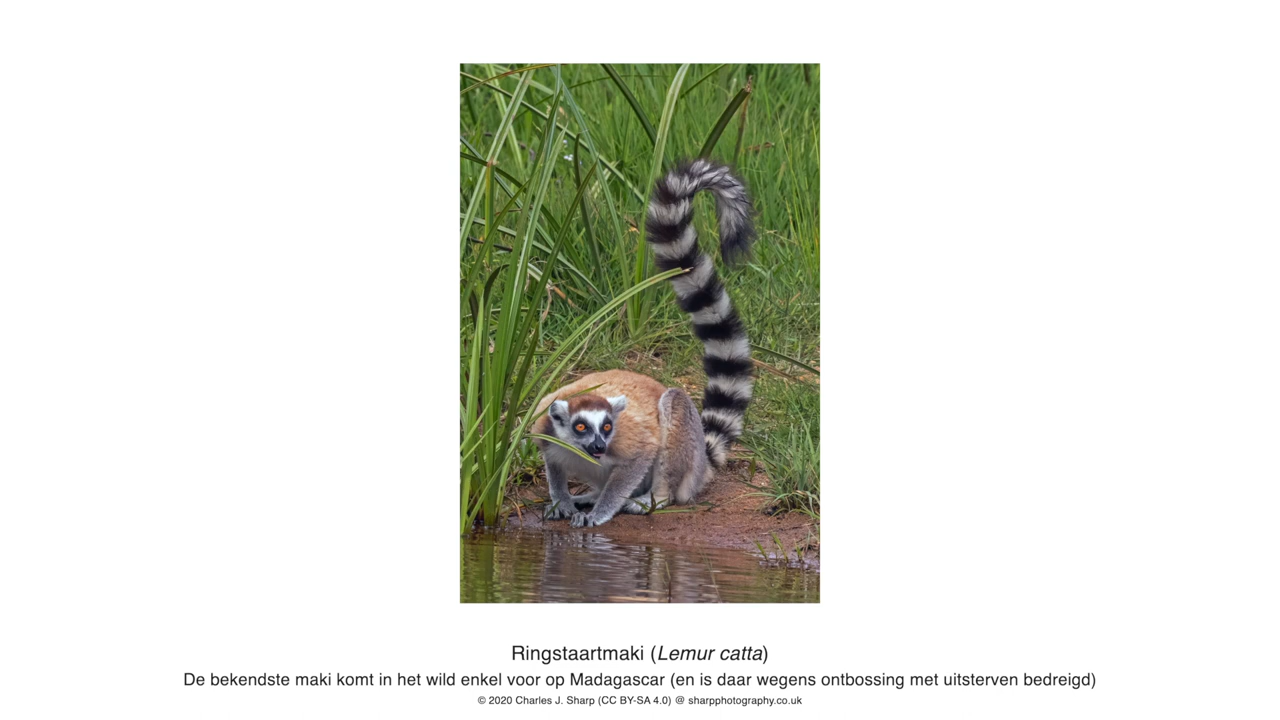 Ringstaartmaki (Lemur catta)
De bekendste maki komt in het wild enkel voor op Madagascar (en is daar wegens ontbossing met uitsterven bedreigd)
© 2020 Charles J. Sharp (CC BY-SA 4.0) @ sharpphotography.co.uk